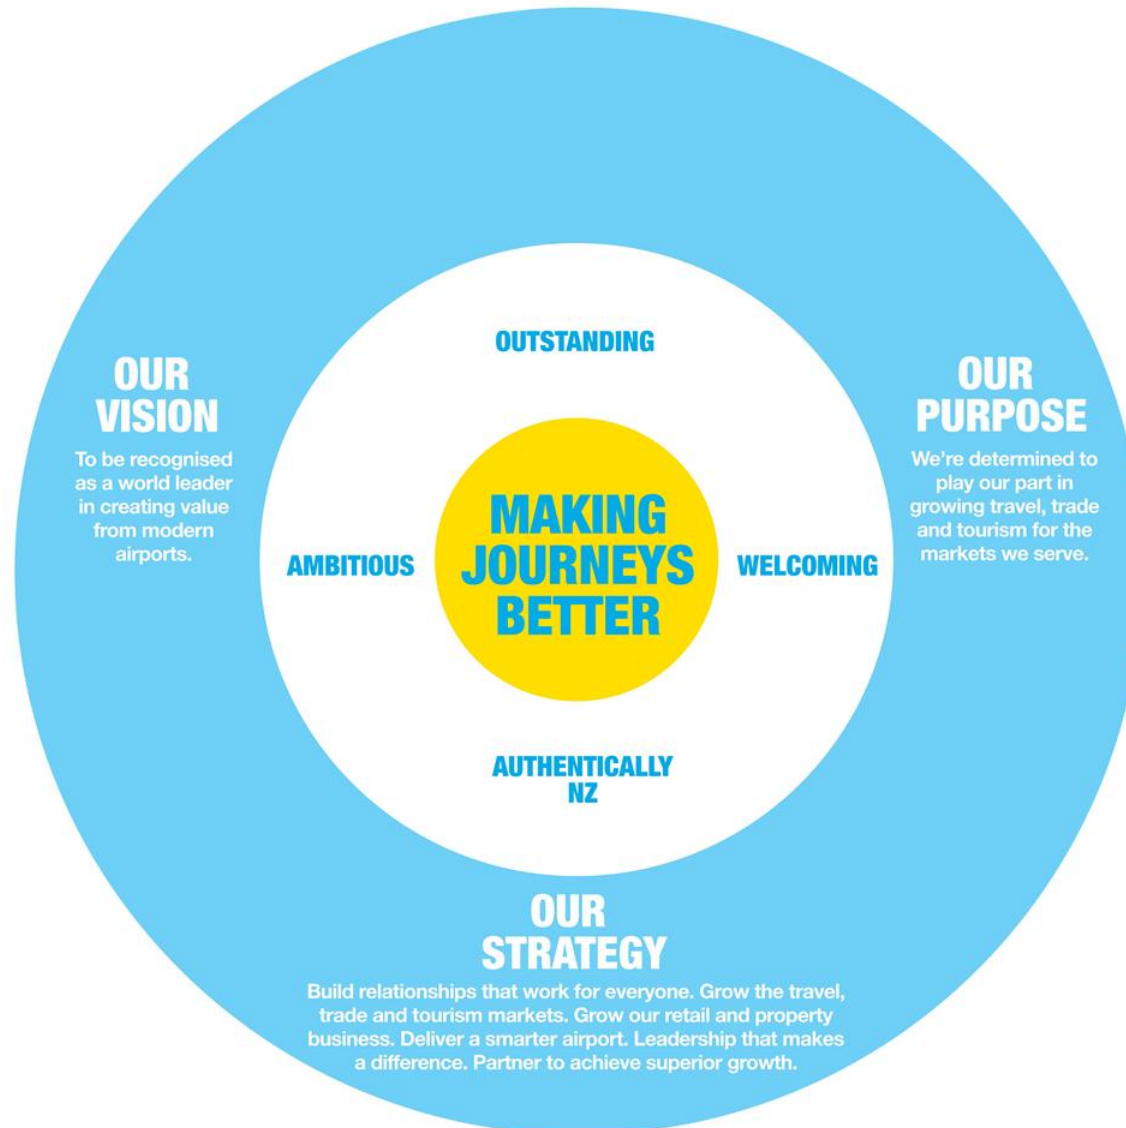 OUTSTANDING
OUR
VISION
To be recognised
as a world leader
in creating value
from modern
airports.
AMBITIOUS
MAKING
JOURNEYS
BETTER
WELCOMING
OUR
PURPOSE
We're determined to
play our part in
growing travel, trade
and tourism for the
markets we serve.
AUTHENTICALLY
NZ
OUR
STRATEGY
Build relationships that work for everyone. Grow the travel,
trade and tourism markets. Grow our retail and property
business. Deliver a smarter airport. Leadership that makes
a difference. Partner to achieve superior growth.